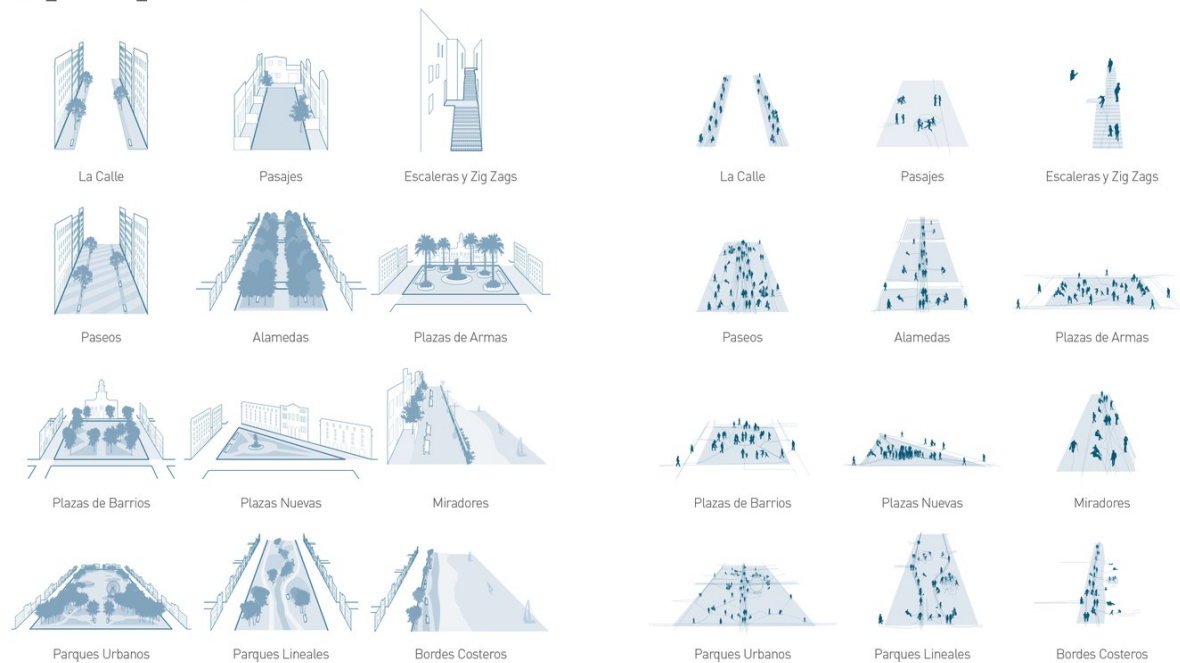 La Calle
Pasajes
Escaleras y Zig Zags
La Calle
Pasajes
Escaleras y Zig Zags
Paseos
Alamedas
Plazas de Armas
Paseos
Alamedas
Plazas de Armas
Plazas de Barrios
Plazas Nuevas
Miradores
Plazas de Barrios
Plazas Nuevas
Miradores
Parques Urbanos
Parques Lineales
Bordes Costeros
Parques Urbanos
Parques Lineales
Bordes Costeros